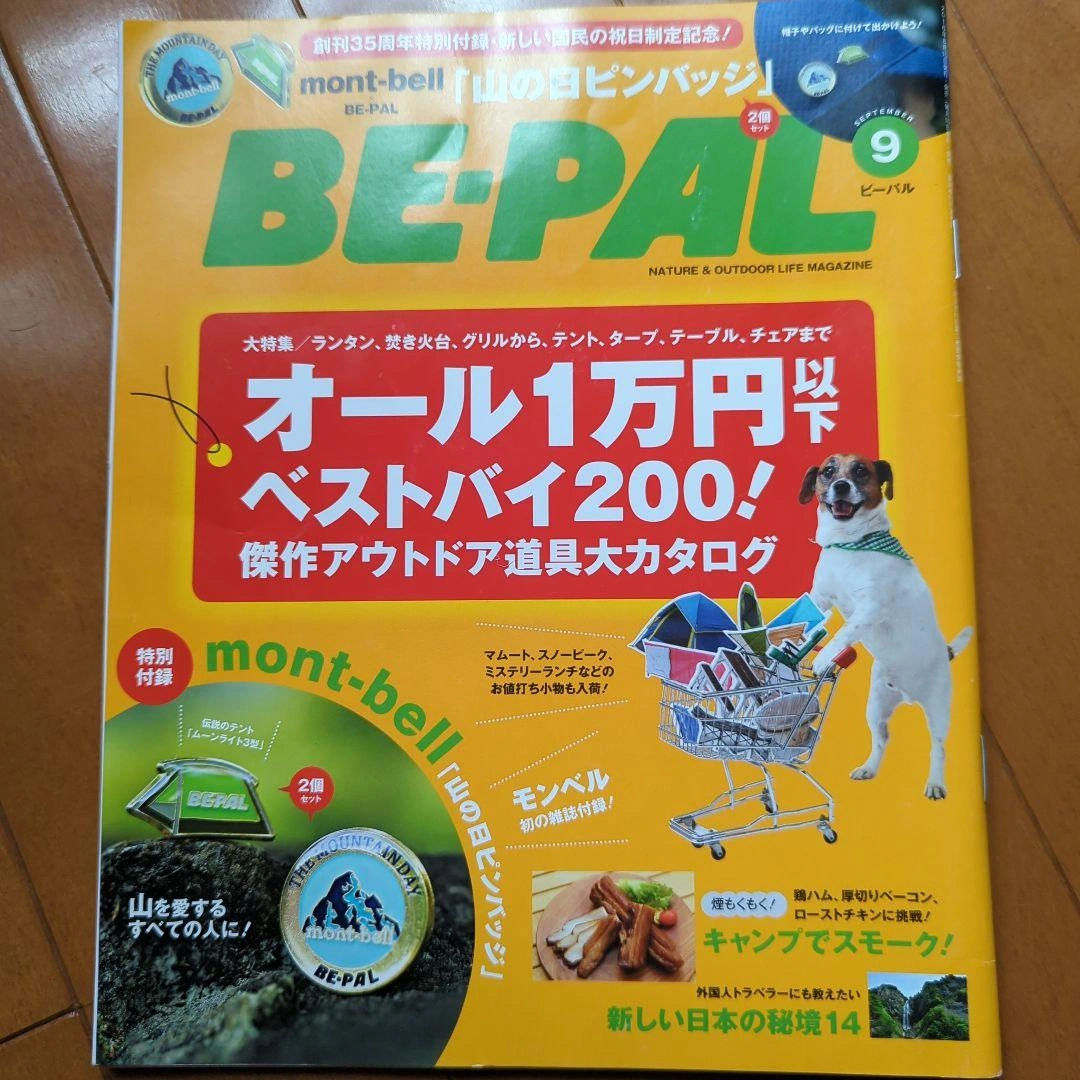 創刊35周年特別付録・新しい国民の祝日制定記念!
mont-bell「山の日ピンバッジ」
BE-PAL
2個
セット
THE MOUNTAIN DAY
mont-bell
BE-PAL
帽子やバッグに付けて出かけよう!
SEPTEMBER
9
ビーパル
BE-PAL
NATURE & OUTDOOR LIFE MAGAZINE
大特集/ランタン、焚き火台、グリルから、テント、タープ、テーブル、チェアまで
オール1万円以下
ベストバイ200!
傑作アウトドア道具大カタログ
マムート、スノーピーク、
ミステリーランチなどの
お値打ち小物も入荷!
特別
付録
mont-bell「山の日ピンバッジ」
伝説のテント
「ムーンライト3型」
BE-PAL
2個
セット
モンベル
初の雑誌付録!
THE MOUNTAIN DAY
mont-bell
BE-PAL
山を愛する
すべての人に!
煙もくもく!
鶏ハム、厚切りベーコン、
ローストチキンに挑戦!
キャンプでスモーク!
外国人トラベラーにも教えたい
新しい日本の秘境14